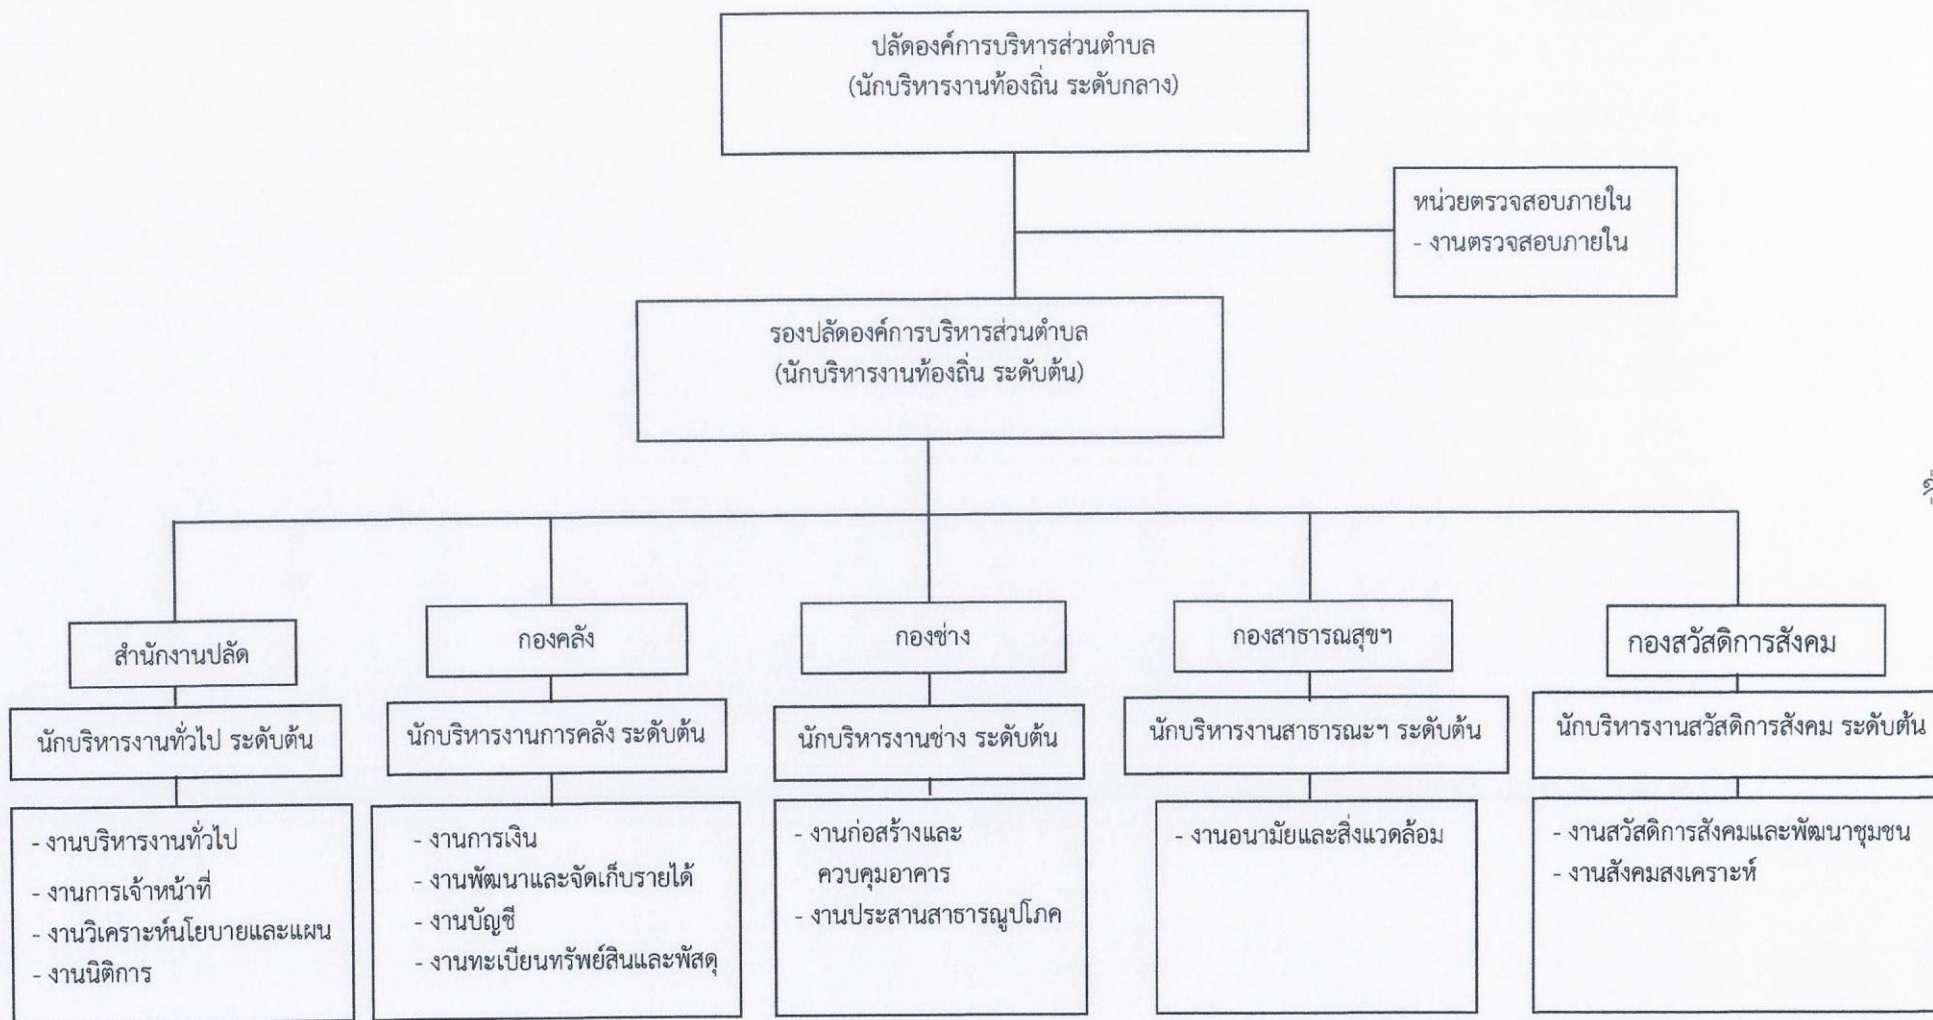 ปลัดองค์การบริหารส่วนตำบล
(นักบริหารงานท้องถิ่น ระดับกลาง)
หน่วยตรวจสอบภายใน
- งานตรวจสอบภายใน
รองปลัดองค์การบริหารส่วนตำบล
(นักบริหารงานท้องถิ่น ระดับต้น)
สำนักงานปลัด
นักบริหารงานทั่วไป ระดับต้น
- งานบริหารงานทั่วไป
- งานการเจ้าหน้าที่
- งานวิเคราะห์นโยบายและแผน
- งานนิติการ
กองคลัง
นักบริหารงานการคลัง ระดับต้น
- งานการเงิน
- งานพัฒนาและจัดเก็บรายได้
- งานบัญชี
- งานทะเบียนทรัพย์สินและพัสดุ
กองช่าง
นักบริหารงานช่าง ระดับต้น
- งานก่อสร้างและ
ควบคุมอาคาร
- งานประสานสาธารณูปโภค
กองสาธารณสุขฯ
นักบริหารงานสาธารณะฯ ระดับต้น
- งานอนามัยและสิ่งแวดล้อม
กองสวัสดิการสังคม
นักบริหารงานสวัสดิการสังคม ระดับต้น
- งานสวัสดิการสังคมและพัฒนาชุมชน
- งานสังคมสงเคราะห์